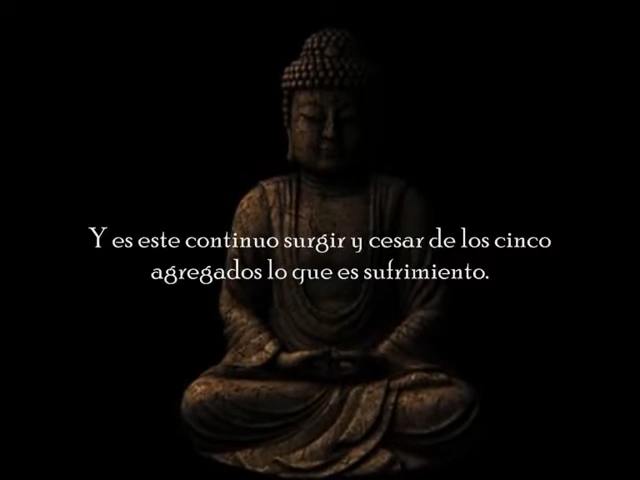 Y es este continuo surgir y cesar de los cinco
agregados lo que es sufrimiento.